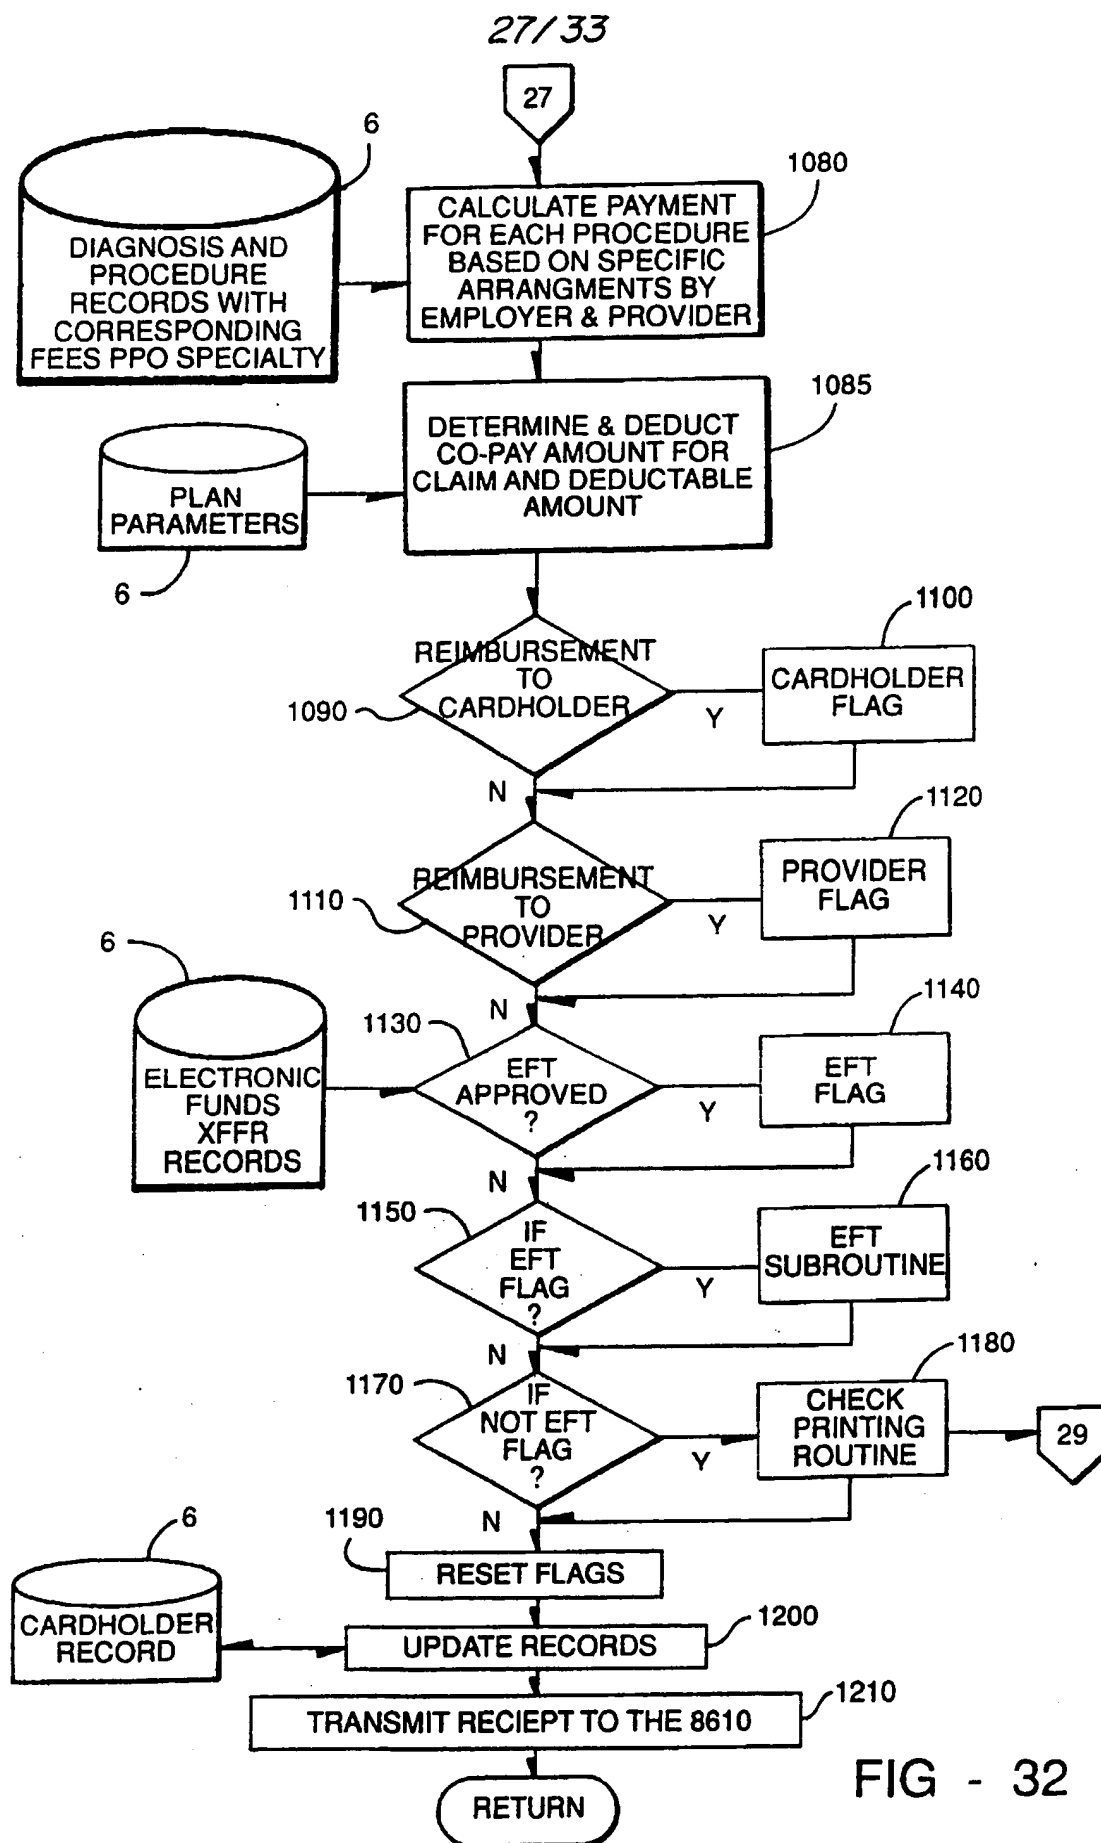 27/33
27
6
1080
DIAGNOSIS AND
PROCEDURE
RECORDS WITH
CORRESPONDING
FEES PPO SPECIALTY
CALCULATE PAYMENT
FOR EACH PROCEDURE
BASED ON SPECIFIC
ARRANGMENTS BY
EMPLOYER & PROVIDER
1085
DETERMINE & DEDUCT
CO-PAY AMOUNT FOR
CLAIM AND DEDUCTABLE
AMOUNT
PLAN
PARAMETERS
6
1100
REIMBURSEMENT
TO
CARDHOLDER
1090
Y
CARDHOLDER
FLAG
N
1120
REIMBURSEMENT
TO
PROVIDER
1110
Y
PROVIDER
FLAG
N
6
1130
1140
ELECTRONIC
FUNDS
XFFR
RECORDS
EFT
APPROVED
?
Y
EFT
FLAG
N
1150
1160
IF
EFT
FLAG
?
Y
EFT
SUBROUTINE
N
1170
1180
IF
NOT EFT
FLAG
?
Y
CHECK
PRINTING
ROUTINE
29
N
1190
RESET FLAGS
6
CARDHOLDER
RECORD
1200
UPDATE RECORDS
1210
TRANSMIT RECIEPT TO THE 8610
RETURN
FIG - 32